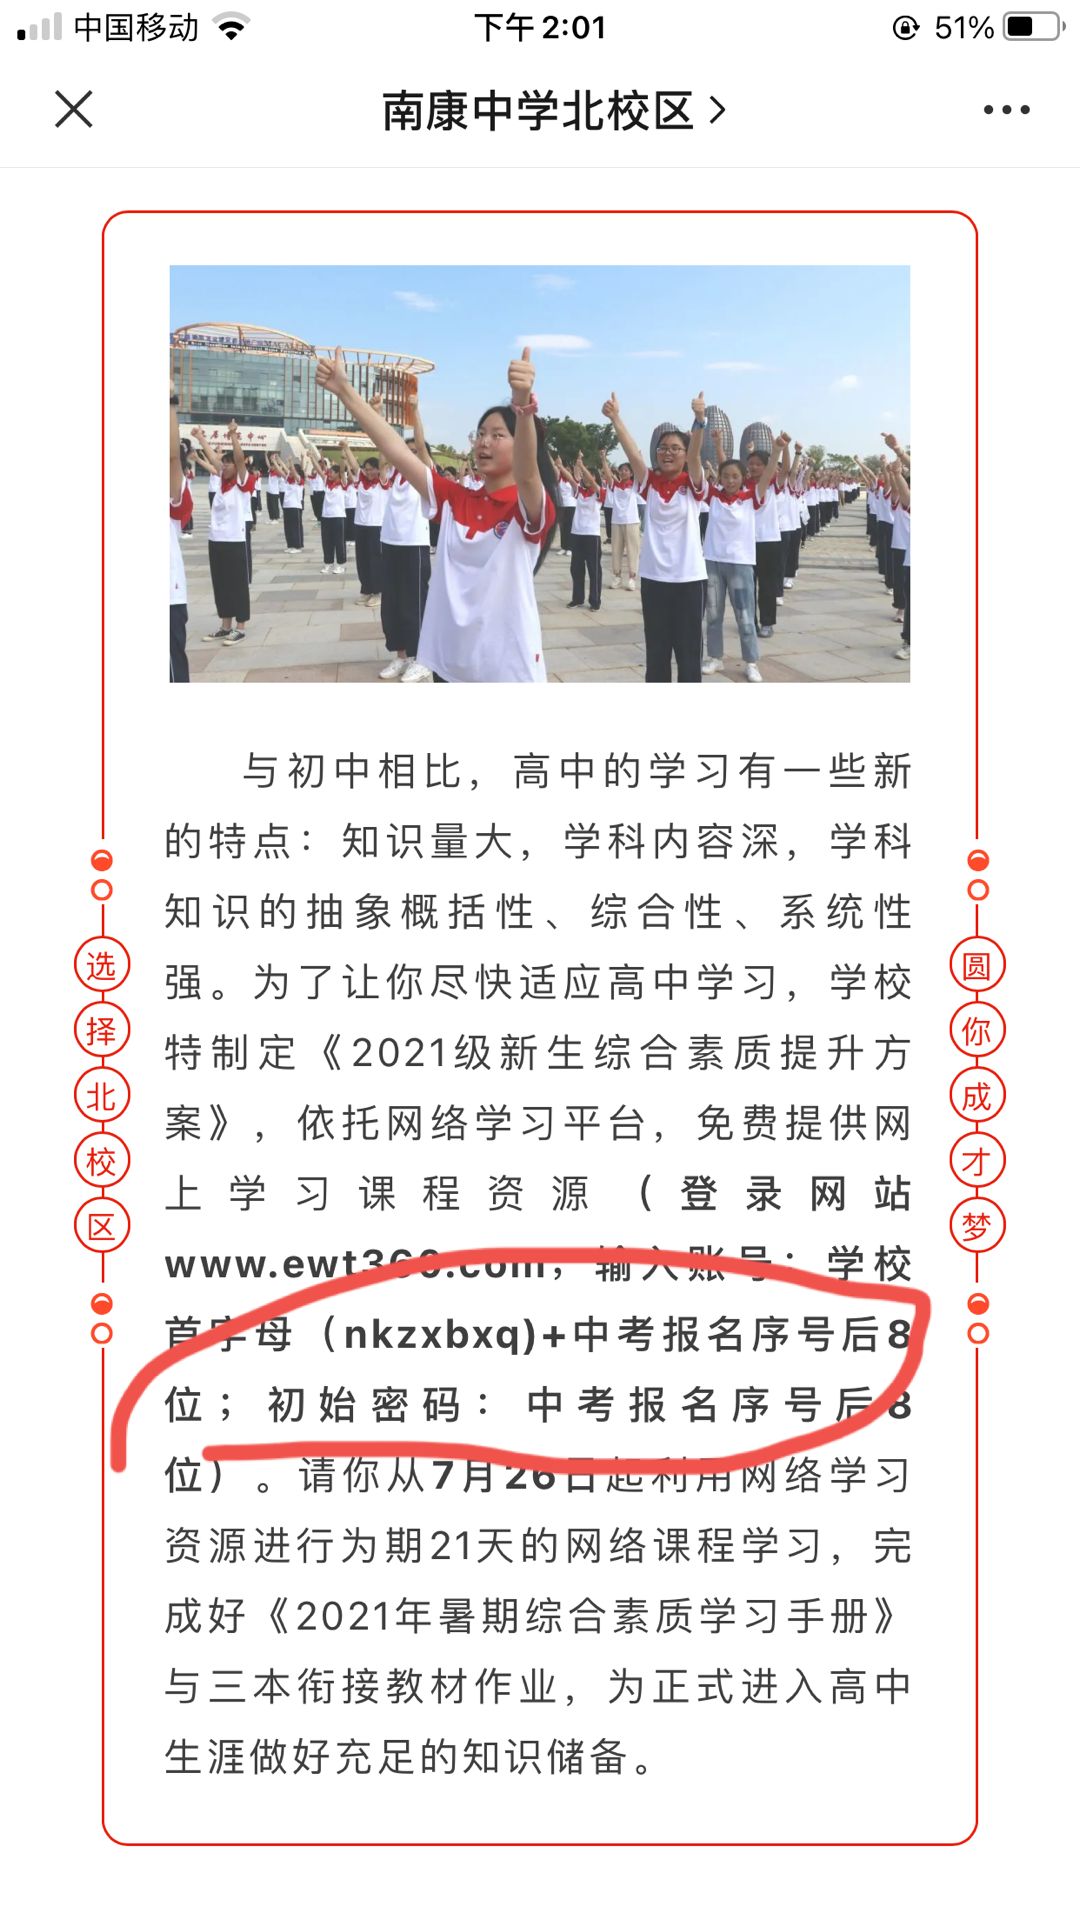 中国移动
下午 2:01
51%
南康中学北校区
与初中相比，高中的学习有一些新
的特点：知识量大，学科内容深，学科
知识的抽象概括性、综合性、系统性
强。为了让你尽快适应高中学习，学校
特制定《2021级新生综合素质提升方
案》，依托网络学习平台，免费提供网
上学习课程资源（登录网站
www.ewt360.com，输入账号：学校
首字母（nkzxbxq)+中考报名序号后8
位；初始密码：中考报名序号后8
位）。请你从7月26日起利用网络学习
资源进行为期21天的网络课程学习，完
成好《2021年暑期综合素质学习手册》
与三本衔接教材作业，为正式进入高中
生涯做好充足的知识储备。
选择北校区
圆你成才梦